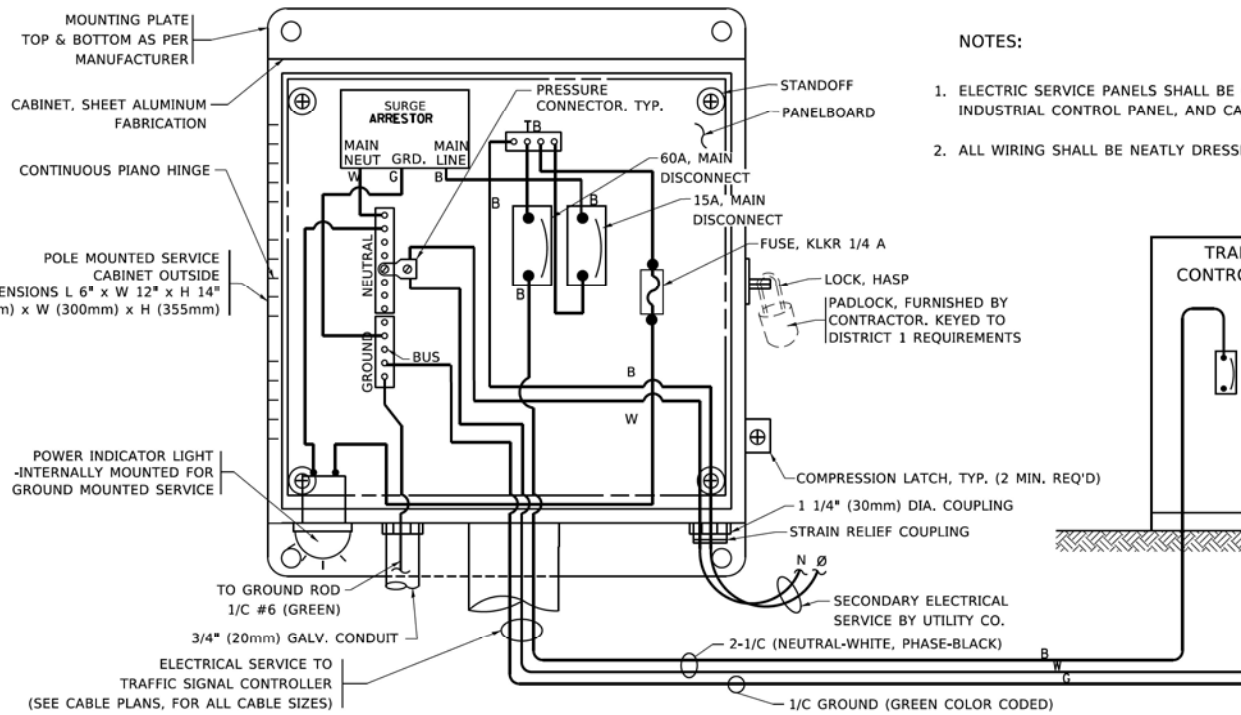 MOUNTING PLATE
TOP & BOTTOM AS PER
MANUFACTURER
CABINET, SHEET ALUMINUM
FABRICATION
CONTINUOUS PIANO HINGE
POLE MOUNTED SERVICE
CABINET OUTSIDE
ENSIONS L 6" x W 12" x H 14"
m) x W (300mm) x H (355mm)
POWER INDICATOR LIGHT
-INTERNALLY MOUNTED FOR
GROUND MOUNTED SERVICE
SURGE
ARRESTOR
MAIN
NEUT
GRD.
MAIN
LINE
W
G
B
PRESSURE
CONNECTOR. TYP.
TB
NEUTRAL
GROUND
BUS
B
B
B
B
W
STANDOFF
PANELBOARD
60A, MAIN
DISCONNECT
15A, MAIN
DISCONNECT
FUSE, KLKR 1/4 A
LOCK, HASP
PADLOCK, FURNISHED BY
CONTRACTOR. KEYED TO
DISTRICT 1 REQUIREMENTS
COMPRESSION LATCH, TYP. (2 MIN. REQ'D)
1 1/4" (30mm) DIA. COUPLING
STRAIN RELIEF COUPLING
N Ø
SECONDARY ELECTRICAL
SERVICE BY UTILITY CO.
TO GROUND ROD
1/C #6 (GREEN)
3/4" (20mm) GALV. CONDUIT
ELECTRICAL SERVICE TO
TRAFFIC SIGNAL CONTROLLER
(SEE CABLE PLANS, FOR ALL CABLE SIZES)
2-1/C (NEUTRAL-WHITE, PHASE-BLACK)
B
W
G
1/C GROUND (GREEN COLOR CODED)
NOTES:
1. ELECTRIC SERVICE PANELS SHALL BE
INDUSTRIAL CONTROL PANEL, AND CA
2. ALL WIRING SHALL BE NEATLY DRESS
TRA
CONTRO